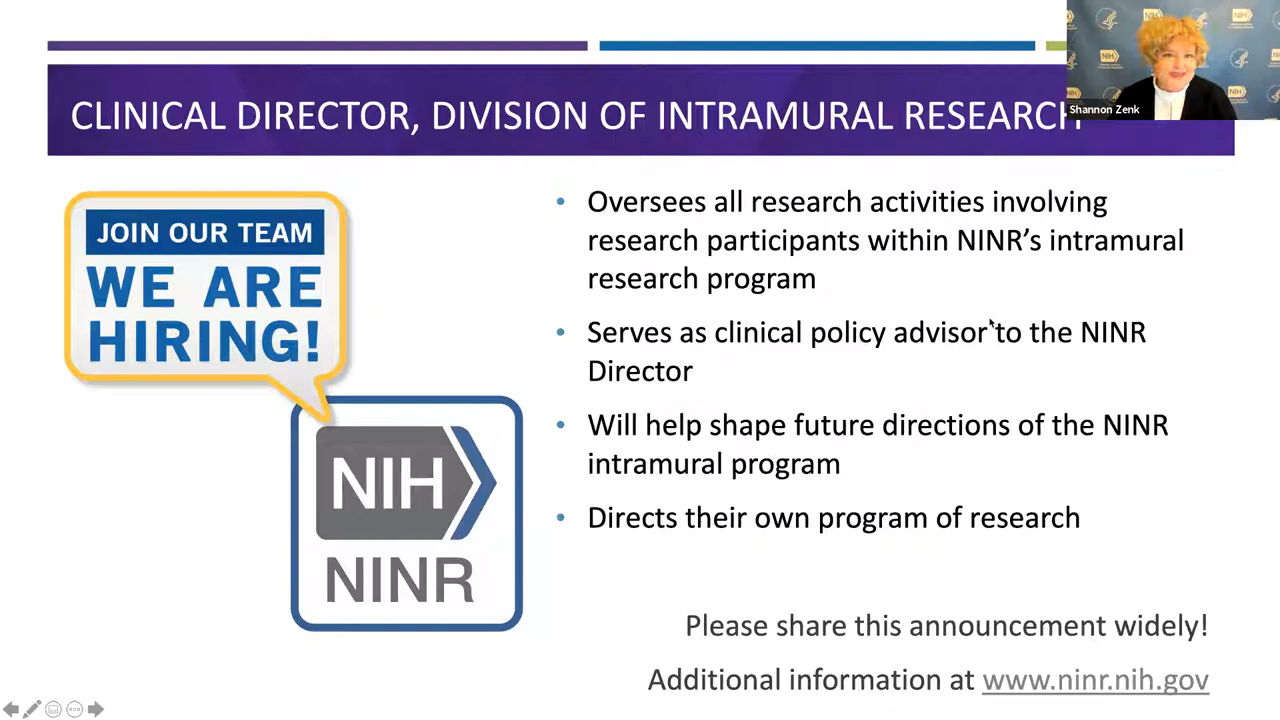 CLINICAL DIRECTOR, DIVISION OF INTRAMURAL RESEARCH
Shannon Zenk
JOIN OUR TEAM
WE ARE
HIRING!
NIH
NINR
• Oversees all research activities involving
research participants within NINR’s intramural
research program
• Serves as clinical policy advisor to the NINR
Director
• Will help shape future directions of the NINR
intramural program
• Directs their own program of research
Please share this announcement widely!
Additional information at www.ninr.nih.gov